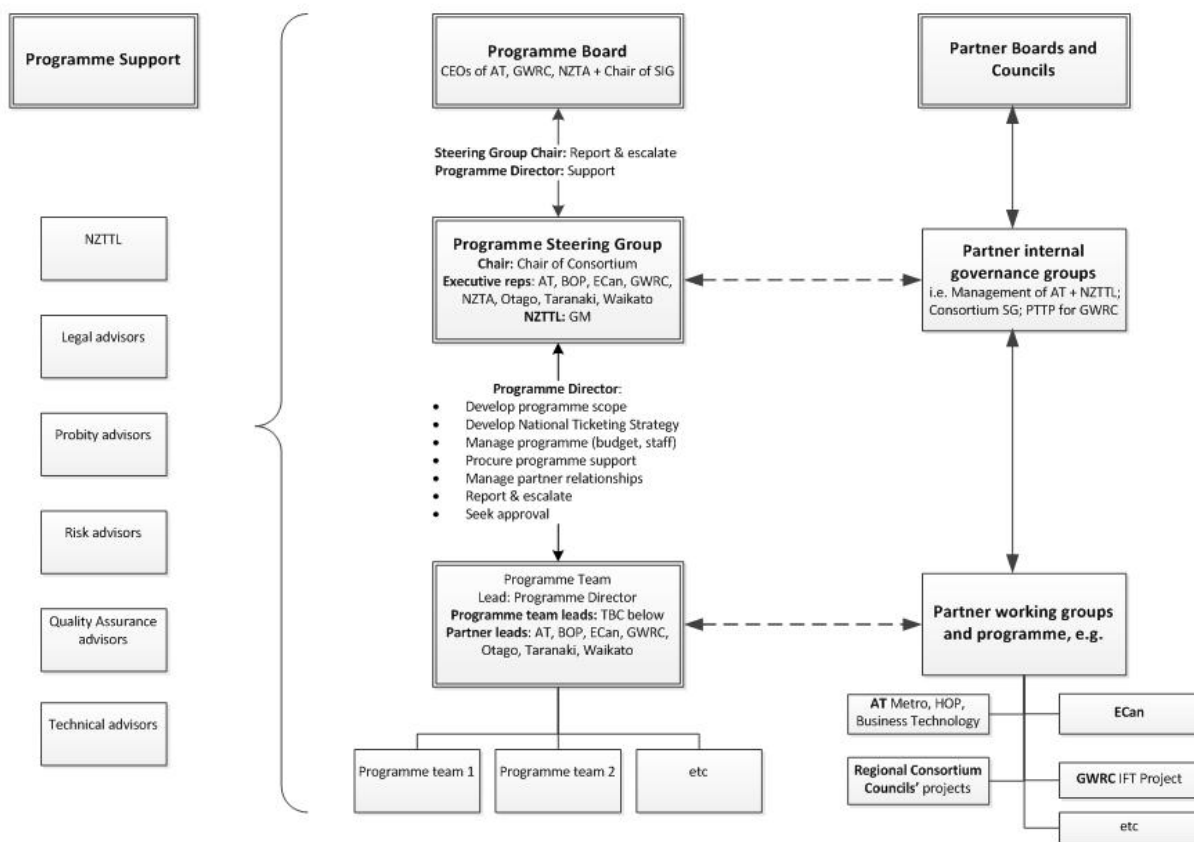 Programme Support
NZTTL
Legal advisors
Probity advisors
Risk advisors
Quality Assurance
advisors
Technical advisors
Programme Board
CEOs of AT, GWRC, NZTA + Chair of SIG
Steering Group Chair: Report & escalate
Programme Director: Support
Programme Steering Group
Chair: Chair of Consortium
Executive reps: AT, BOP, ECan, GWRC,
NZTA, Otago, Taranaki, Waikato
NZTTL: GM
Programme Director:
• Develop programme scope
• Develop National Ticketing Strategy
• Manage programme (budget, staff)
• Procure programme support
• Manage partner relationships
• Report & escalate
• Seek approval
Programme Team
Lead: Programme Director
Programme team leads: TBC below
Partner leads: AT, BOP, ECan, GWRC,
Otago, Taranaki, Waikato
Programme team 1
Programme team 2
etc
Partner Boards and
Councils
Partner internal
governance groups
i.e. Management of AT + NZTTL;
Consortium SG; PTTP for GWRC
Partner working groups
and programme, e.g.
AT Metro, HOP,
Business Technology
ECan
Regional Consortium
Councils' projects
GWRC IFT Project
etc